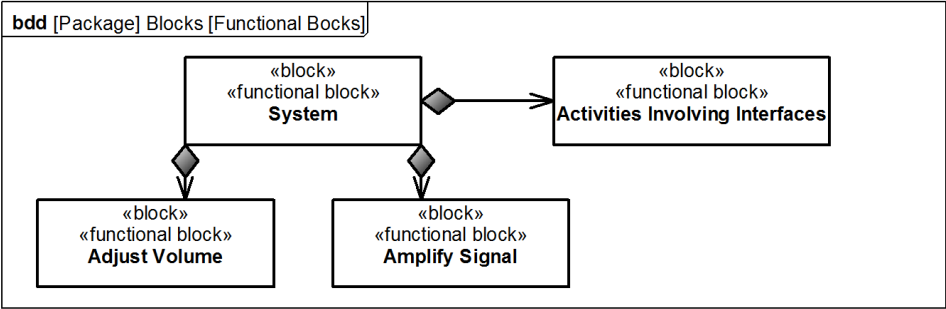 bdd [Package] Blocks [Functional Bocks]
«block»
«functional block»
System
«block»
«functional block»
Activities Involving Interfaces
«block»
«functional block»
Adjust Volume
«block»
«functional block»
Amplify Signal